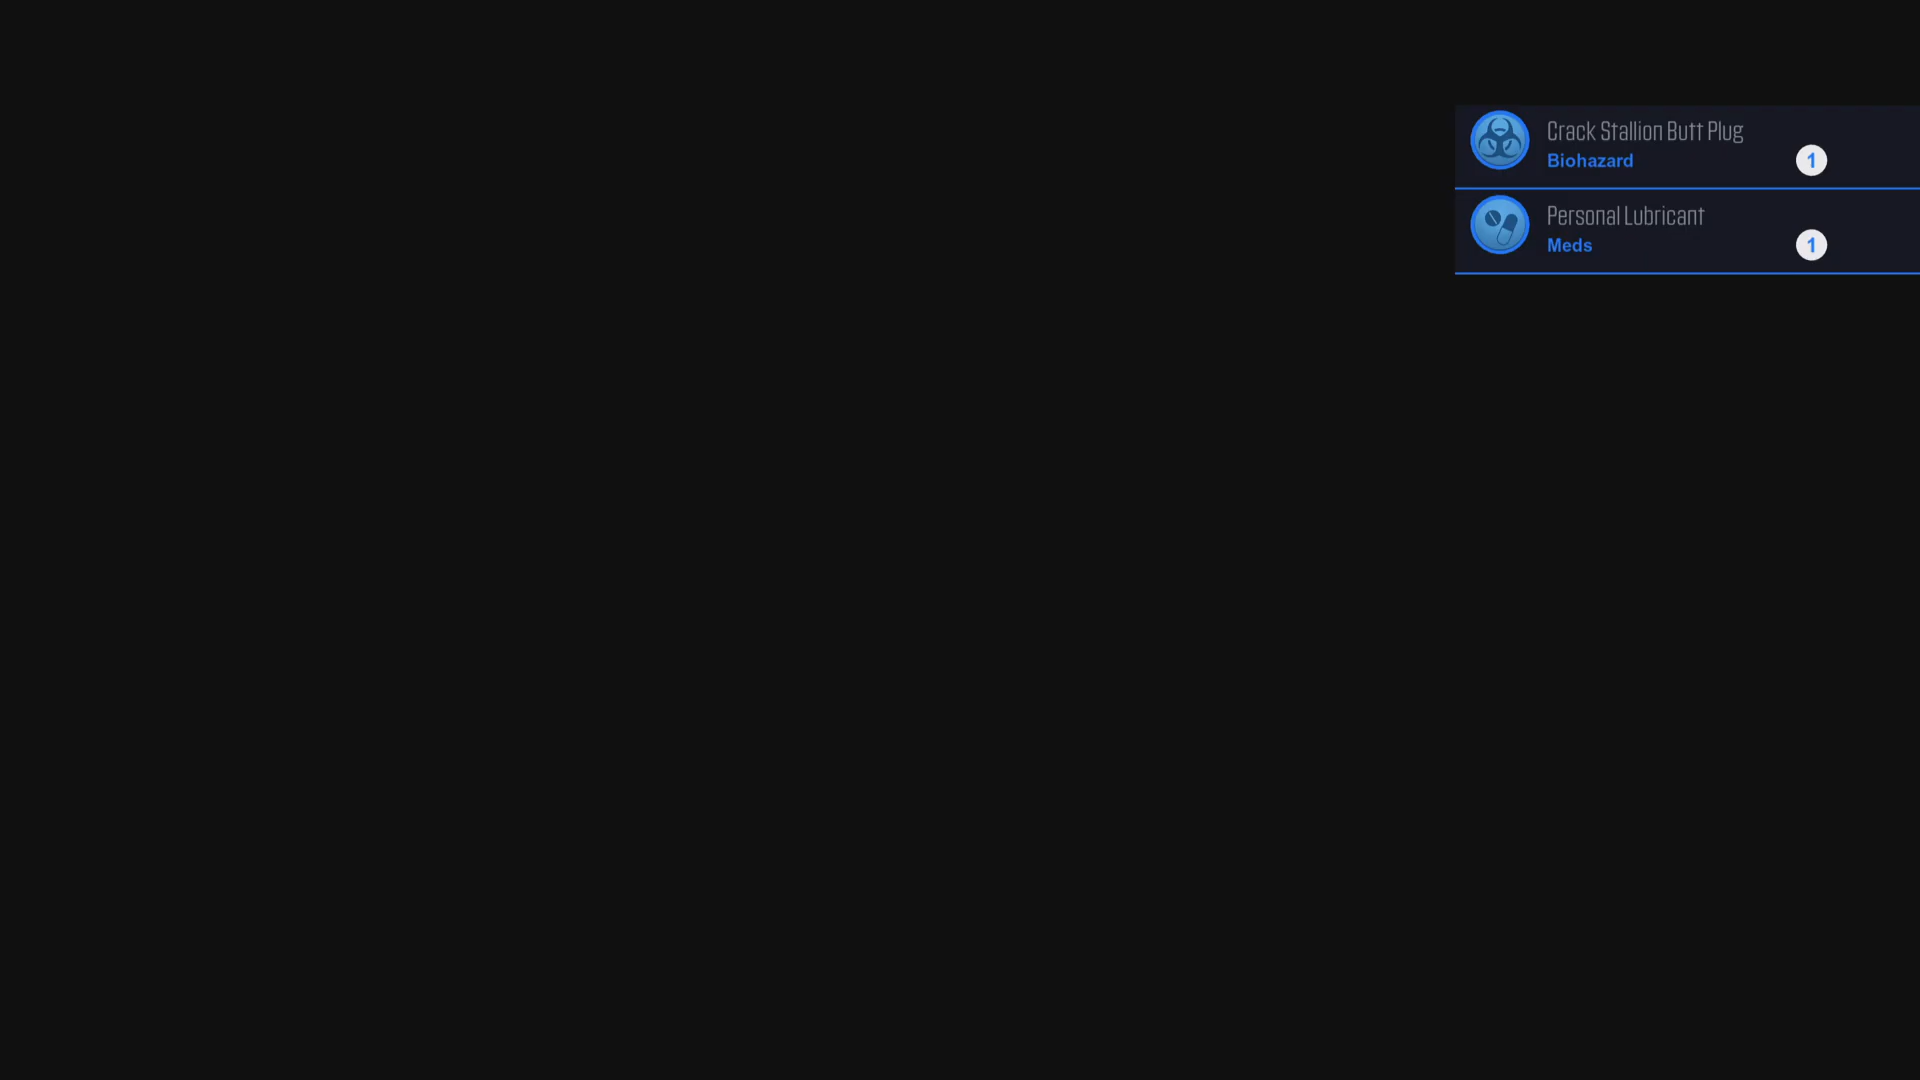 Crack Stallion Butt Plug
Biohazard
1
Personal Lubricant
Meds
1